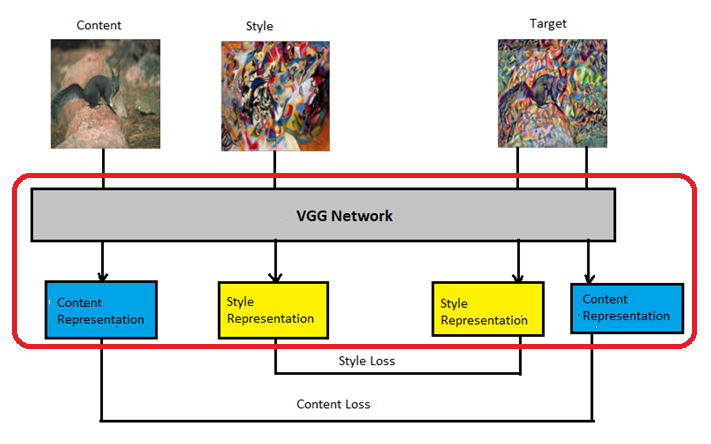 Content
Style
Target
VGG Network
Content
Representation
Style
Representation
Style
Representation
Content
Representation
Style Loss
Content Loss